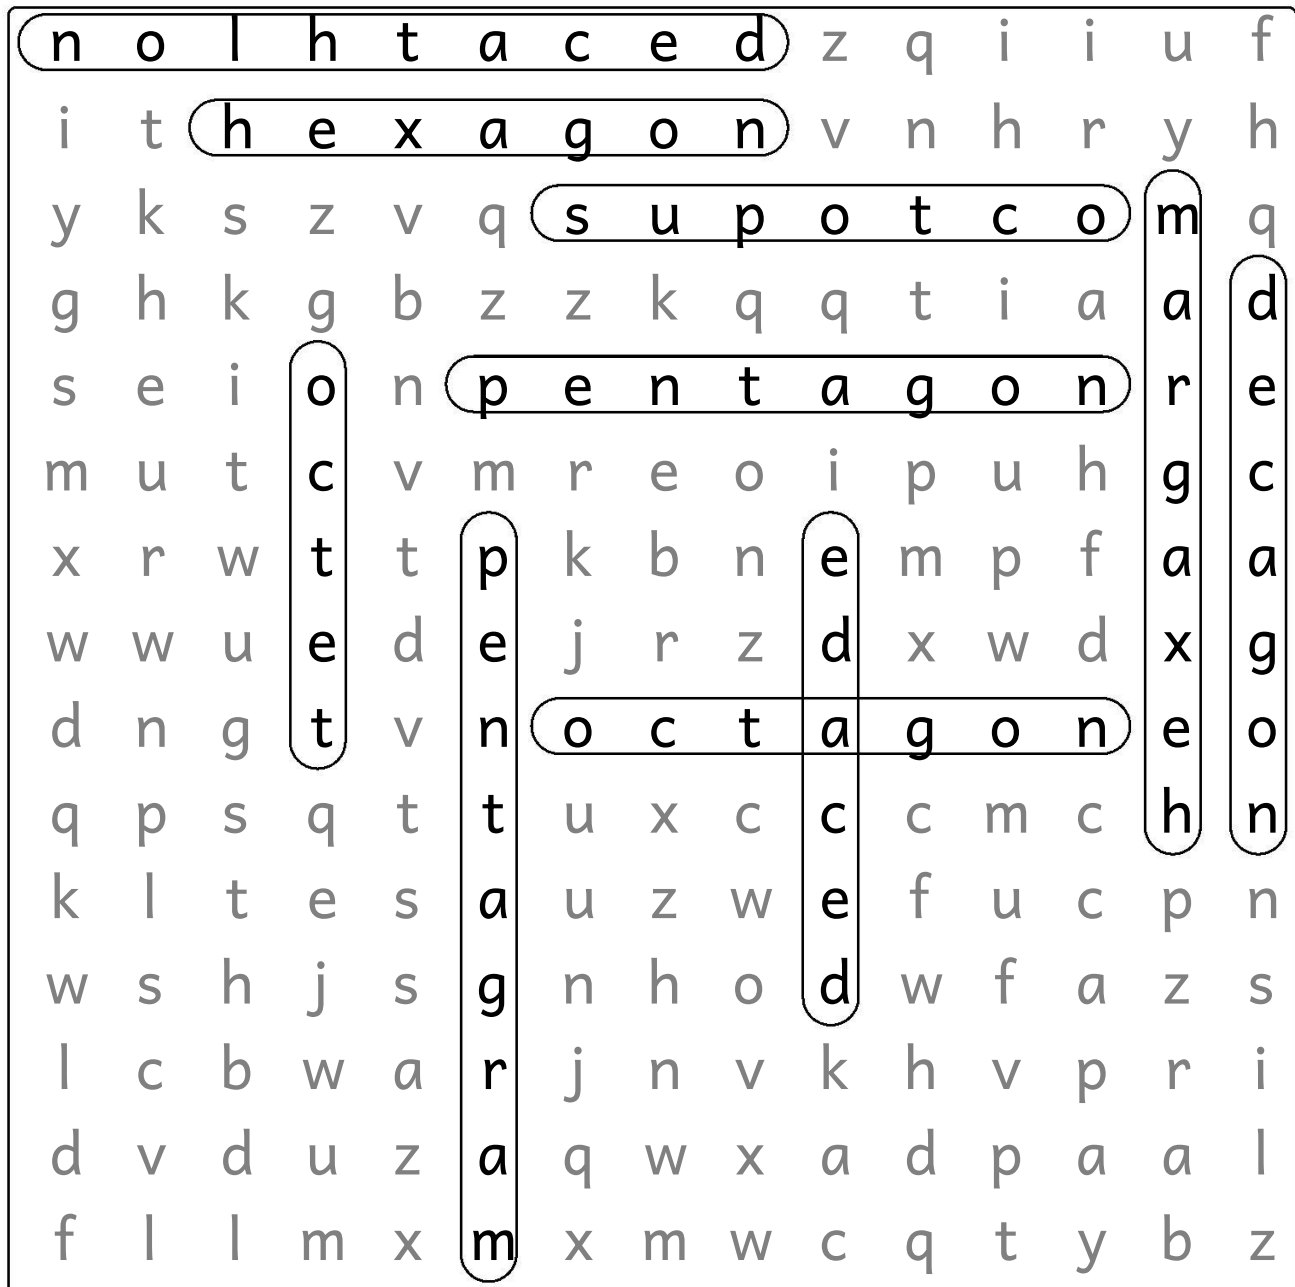 n o l h t a c e d z q i i u f
i t h e x a g o n v n h r y h
y k s z v q s u p o t c o m q
g h k g b z z k q q t i a a d
s e i o n p e n t a g o n r e
m u t c v m r e o i p u h g c
x r w t t p k b n e m p f a a
w w u e d e j r z d x w d x g
d n g t v n o c t a g o n e o
q p s q t t u x c c c m c h n
k l t e s a u z w e f u c p n
w s h j s g n h o d w f a z s
l c b w a r j n v k h v p r i
d v d u z a q w x a d p a a l
f l l m x m x m w c q t y b z